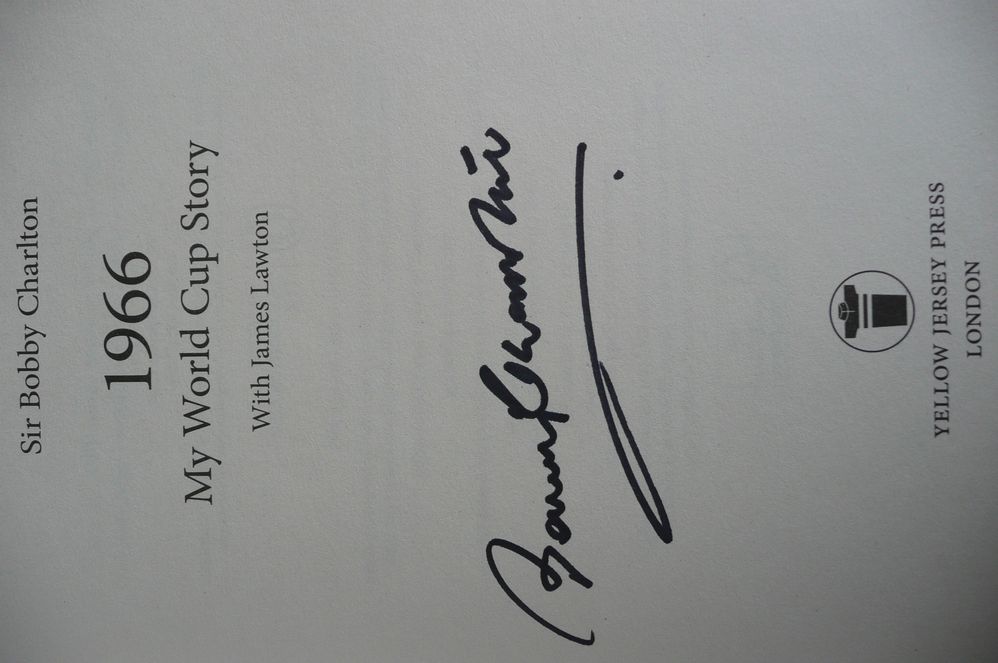 Sir Bobby Charlton
1966
My World Cup Story
With James Lawton
YELLOW JERSEY PRESS
LONDON